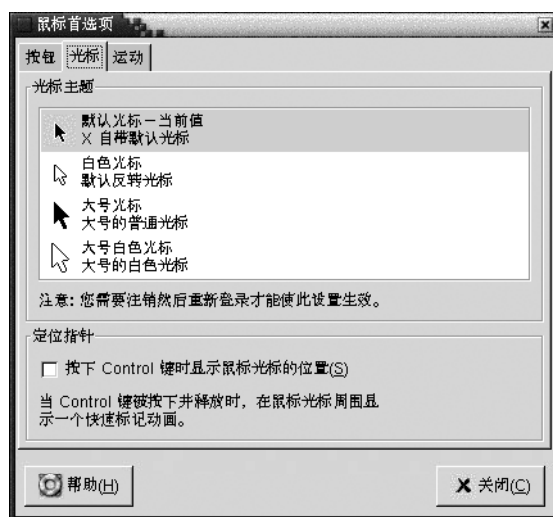 鼠标首选项
按钮 光标 运动
光标主题
默认光标－当前值
X 自带默认光标
白色光标
默认反转光标
大号光标
大号的普通光标
大号白色光标
大号的白色光标
注意：您需要注销然后重新登录才能使此设置生效。
定位指针
按下 Control 键时显示鼠标光标的位置(S)
当 Control 键被按下并释放时，在鼠标光标周围显
示一个快速标记动画。
帮助(H) 关闭(C)